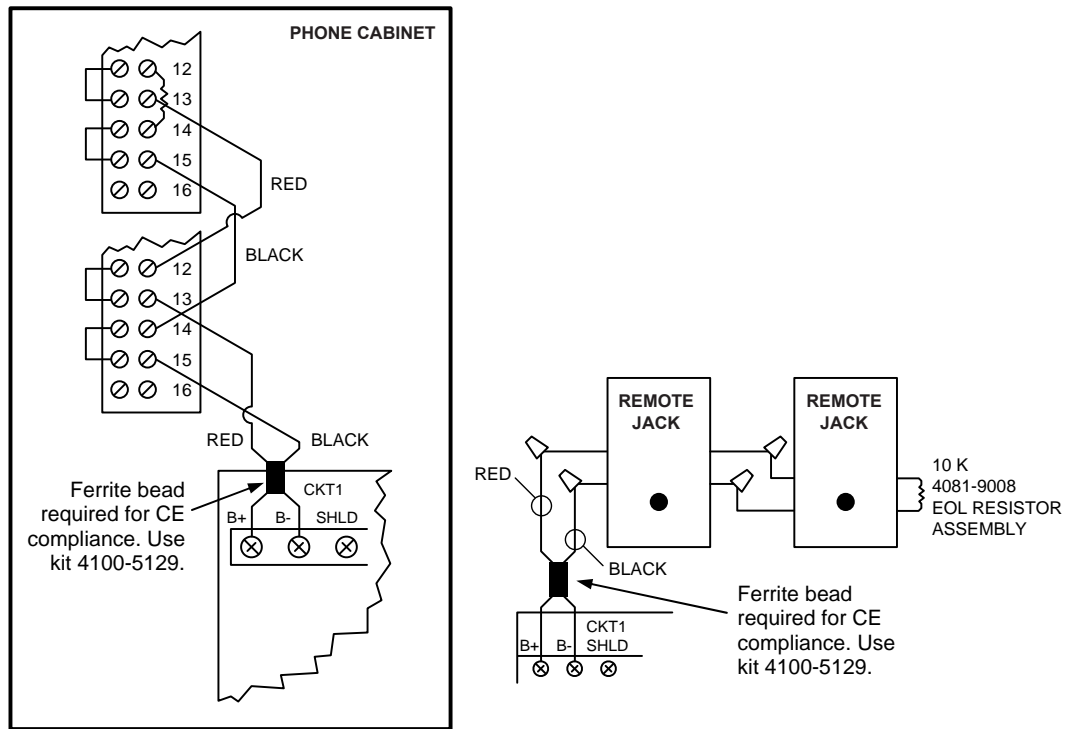 PHONE CABINET
12
13
14
15
16
RED
BLACK
12
13
14
15
16
RED
BLACK
Ferrite bead
required for CE
compliance. Use
kit 4100-5129.
CKT1
B+ B- SHLD
REMOTE
JACK
REMOTE
JACK
RED
BLACK
10 K
4081-9008
EOL RESISTOR
ASSEMBLY
Ferrite bead
required for CE
compliance. Use
kit 4100-5129.
CKT1
B+ B- SHLD